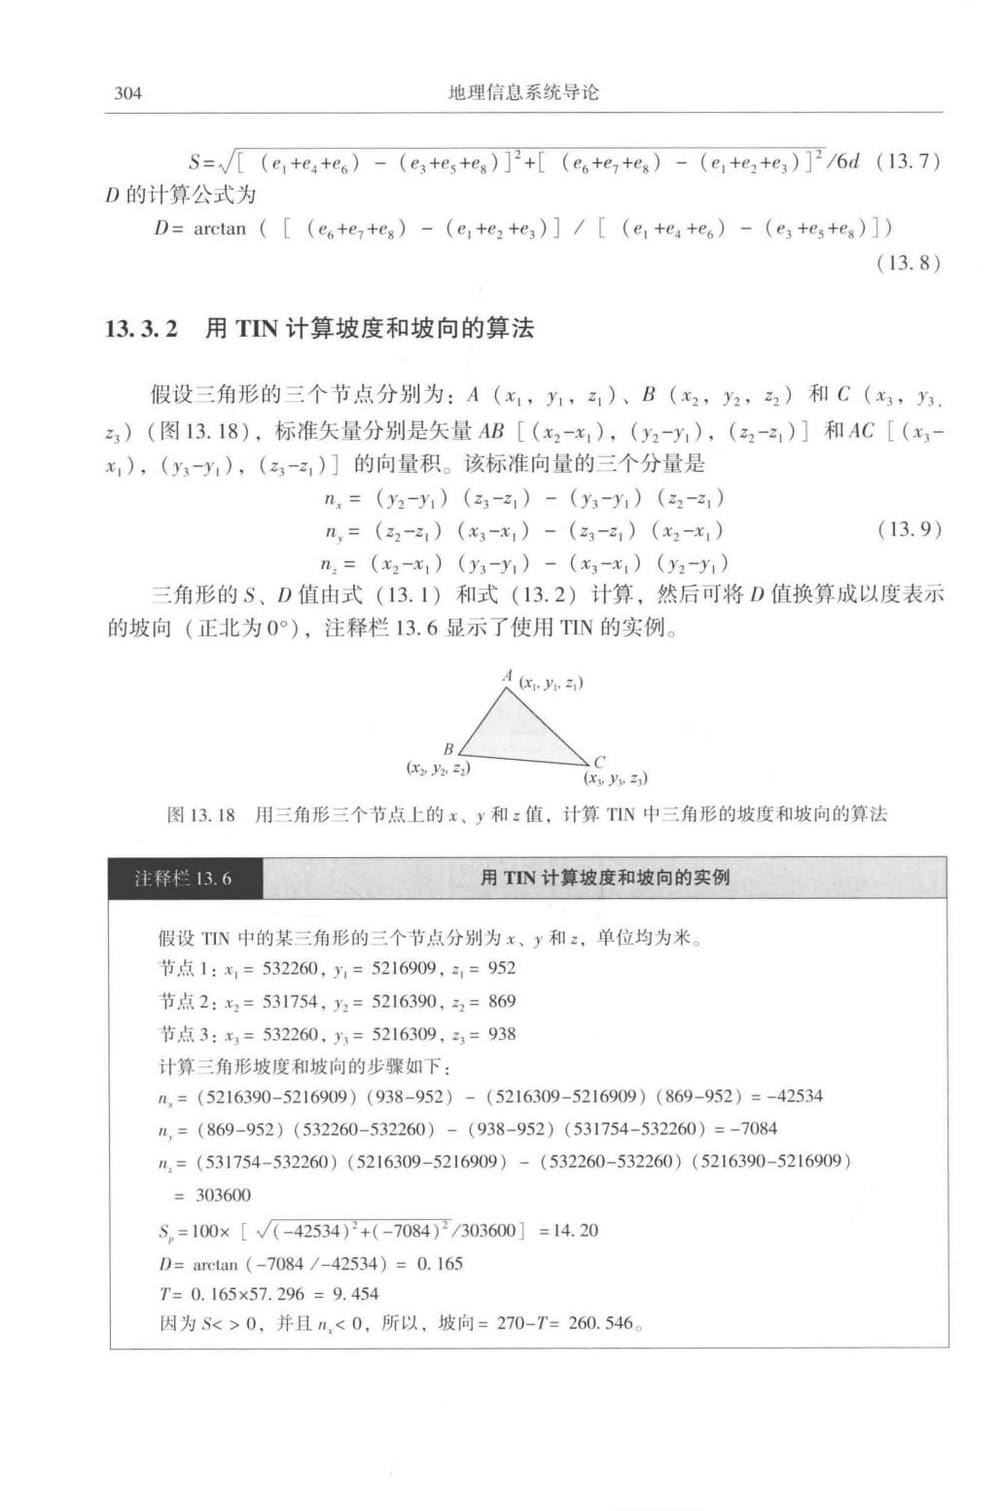 304
地理信息系统导论
S=√[（e₁+e₄+e₆）-（e₃+e₅+e₈）]²+[（e₆+e₇+e₈）-（e₁+e₂+e₃）]²/6d (13.7)
D 的计算公式为
D= arctan（[（e₆+e₇+e₈）-（e₁+e₂+e₃）] / [（e₁+e₄+e₆）-（e₃+e₅+e₈）]）
(13.8)
13.3.2 用 TIN 计算坡度和坡向的算法
假设三角形的三个节点分别为：A（x₁，y₁，z₁）、B（x₂，y₂，z₂）和 C（x₃，y₃，
z₃）（图 13.18），标准矢量分别是矢量 AB [（x₂-x₁），（y₂-y₁），（z₂-z₁）] 和 AC [（x₃-
x₁），（y₃-y₁），（z₃-z₁）] 的向量积。该标准向量的三个分量是
nₓ =（y₂-y₁）（z₃-z₁）-（y₃-y₁）（z₂-z₁）
n_y =（z₂-z₁）（x₃-x₁）-（z₃-z₁）（x₂-x₁） (13.9)
n_z =（x₂-x₁）（y₃-y₁）-（x₃-x₁）（y₂-y₁）
三角形的 S、D 值由式（13.1）和式（13.2）计算，然后可将 D 值换算成以度表示
的坡向（正北为 0°），注释栏 13.6 显示了使用 TIN 的实例。
A (x₁, y₁, z₁)
B
(x₂, y₂, z₂)
C
(x₃, y₃, z₃)
图 13.18 用三角形三个节点上的 x、y 和 z 值，计算 TIN 中三角形的坡度和坡向的算法
注释栏 13.6
用 TIN 计算坡度和坡向的实例
假设 TIN 中的某三角形的三个节点分别为 x、y 和 z，单位均为米。
节点 1：x₁ = 532260，y₁ = 5216909，z₁ = 952
节点 2：x₂ = 531754，y₂ = 5216390，z₂ = 869
节点 3：x₃ = 532260，y₃ = 5216309，z₃ = 938
计算三角形坡度和坡向的步骤如下：
nₓ =（5216390-5216909）（938-952）-（5216309-5216909）（869-952）= -42534
n_y =（869-952）（532260-532260）-（938-952）（531754-532260）= -7084
n_z =（531754-532260）（5216309-5216909）-（532260-532260）（5216390-5216909）
= 303600
Sₚ =100× [√(-42534)²+(-7084)²/303600] =14.20
D= arctan（-7084 /-42534）= 0.165
T= 0.165×57.296 = 9.454
因为 S< > 0，并且 nₓ < 0，所以，坡向= 270-T= 260.546。